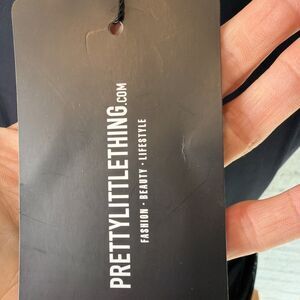 PRETTYLITTLETHING.COM
FASHION · BEAUTY · LIFESTYLE